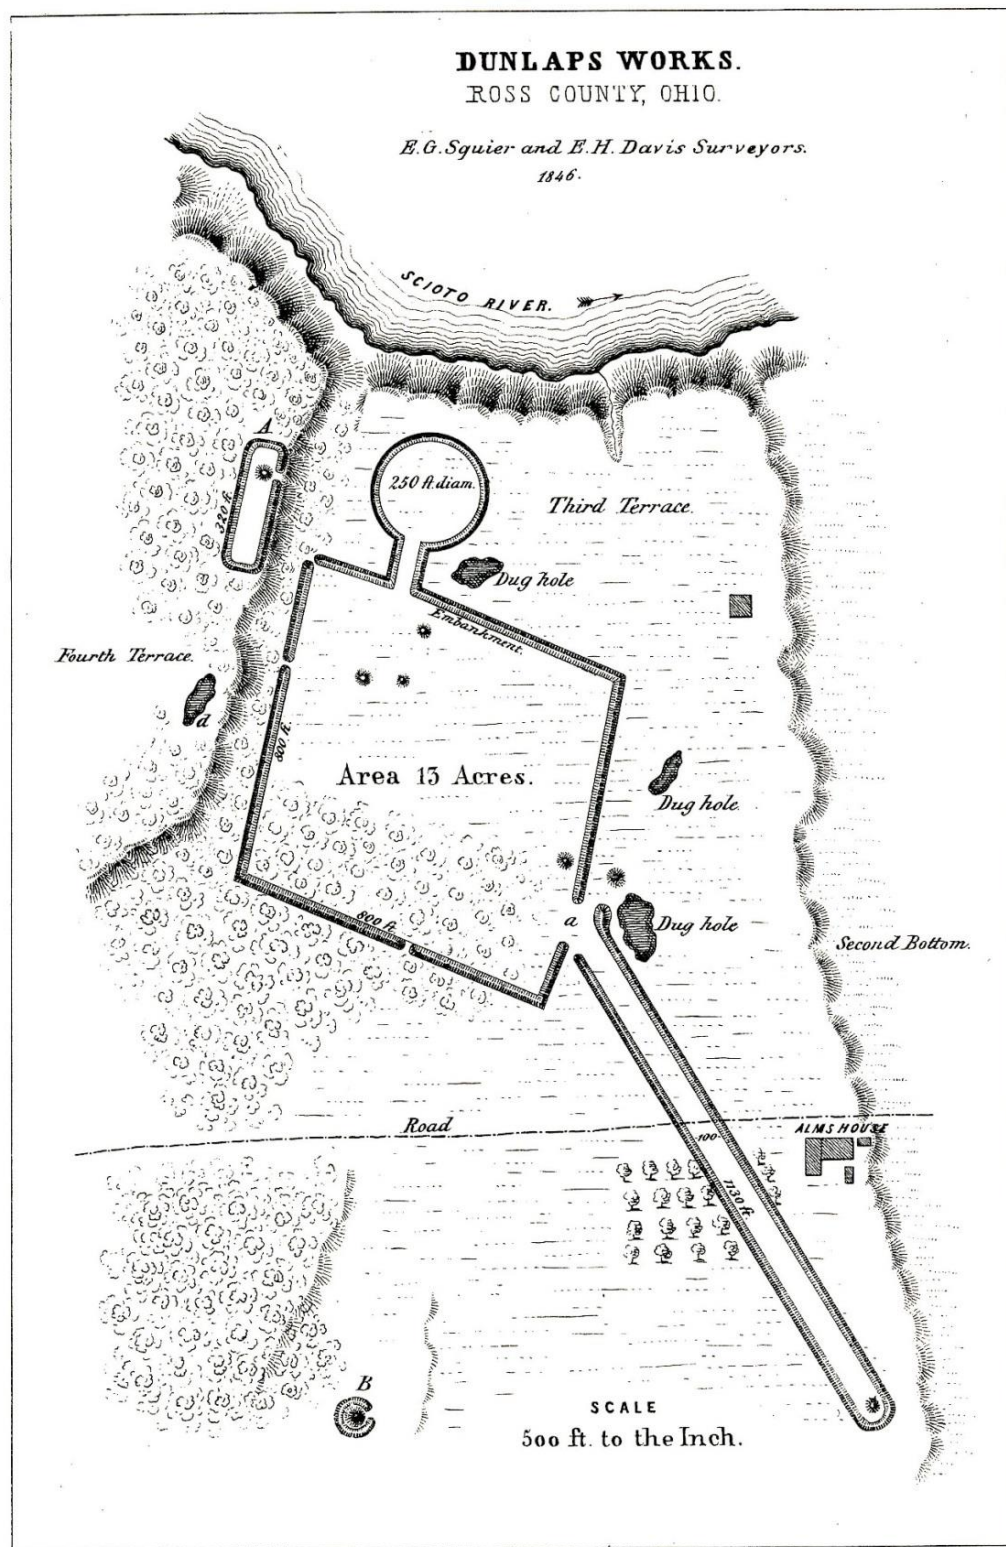 DUNLAPS WORKS.
ROSS COUNTY, OHIO.
E. G. Squier and E. H. Davis Surveyors.
1846.
SCIOTO RIVER.
A
320 ft.
250 ft. diam.
Third Terrace.
Dug hole
Embankment.
Fourth Terrace.
d
800 ft.
Area 13 Acres.
Dug hole.
800 ft.
a
Dug hole
Second Bottom.
Road
ALMS HOUSE
100
1130 ft.
B
SCALE
500 ft. to the Inch.